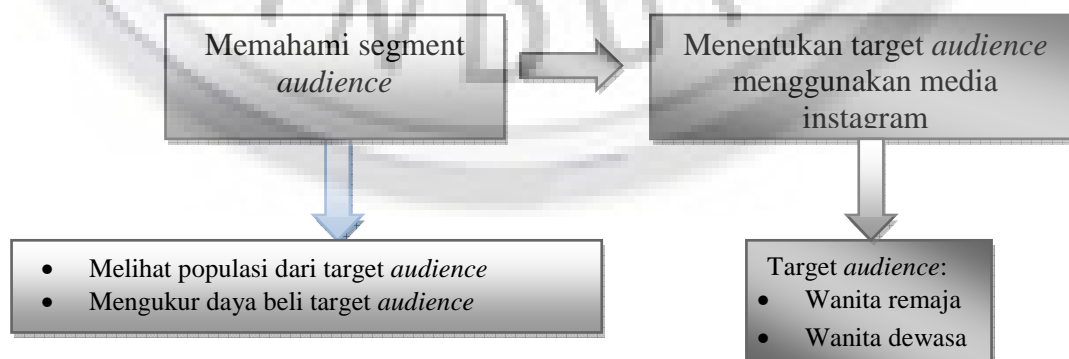 Memahami segment
audience
Menentukan target audience
menggunakan media
instagram
• Melihat populasi dari target audience
• Mengukur daya beli target audience
Target audience:
• Wanita remaja
• Wanita dewasa